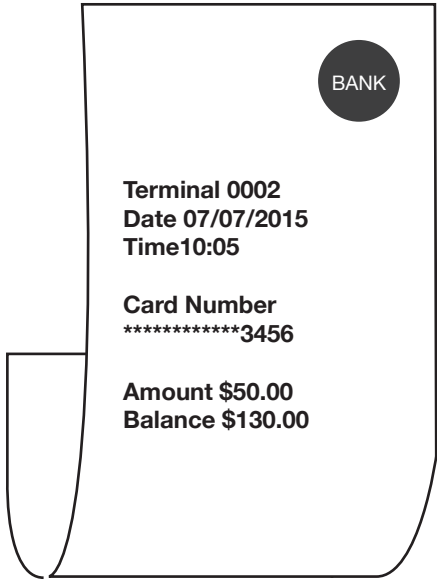 BANK
Terminal 0002
Date 07/07/2015
Time10:05
Card Number
************3456
Amount $50.00
Balance $130.00